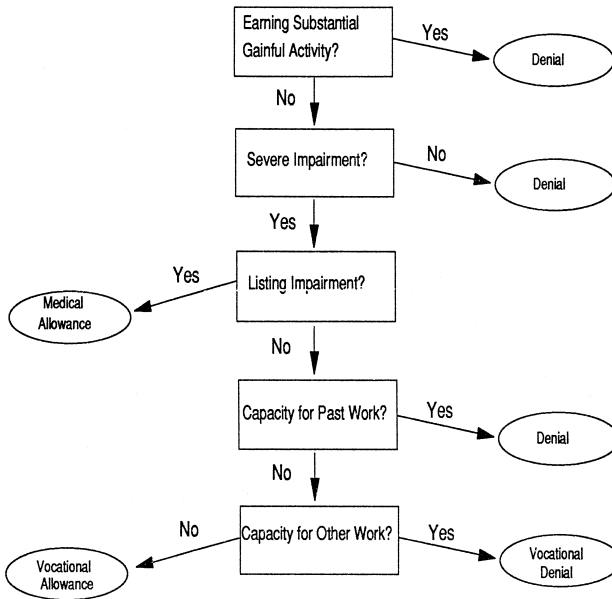 Earning Substantial
Gainful Activity?
Yes
Denial
No
Severe Impairment?
No
Denial
Yes
Listing Impairment?
Yes
Medical
Allowance
No
Capacity for Past Work?
Yes
Denial
No
Capacity for Other Work?
No
Yes
Vocational
Allowance
Vocational
Denial